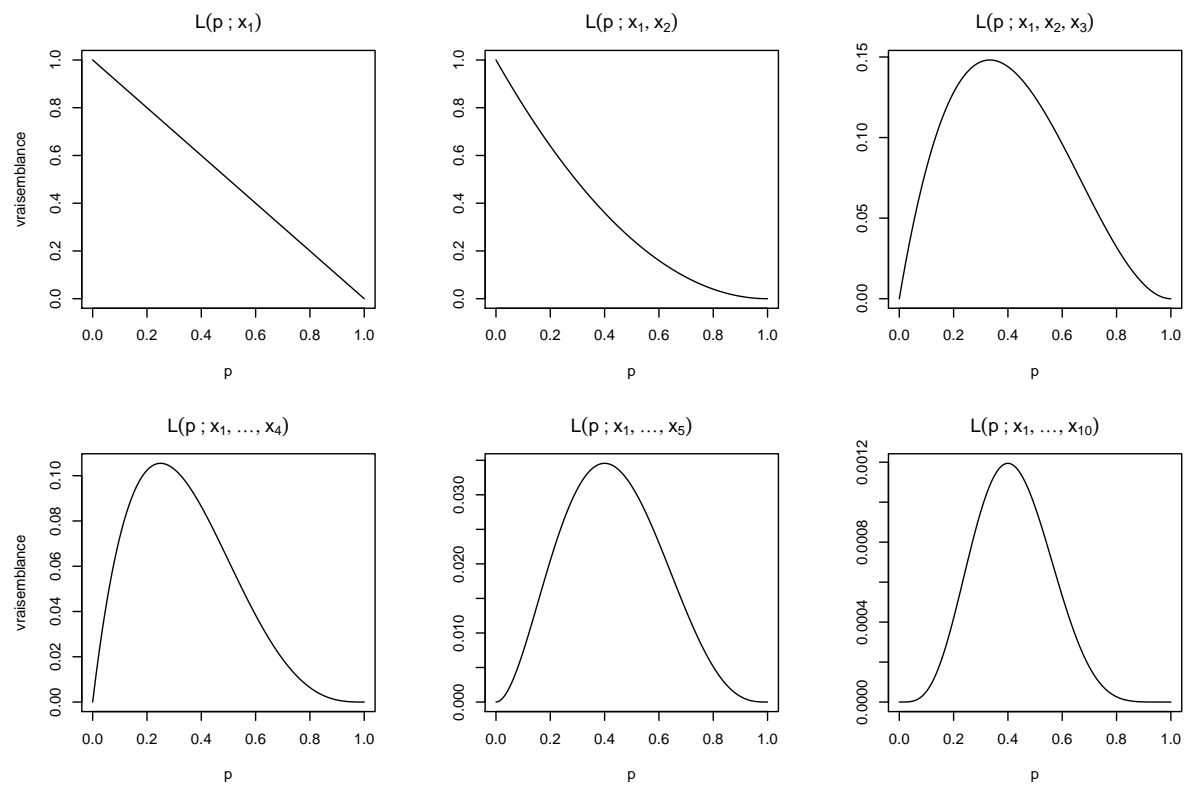 L(p ; x₁)
L(p ; x₁, x₂)
L(p ; x₁, x₂, x₃)
vraisemblance
0.0 0.2 0.4 0.6 0.8 1.0
0.0 0.2 0.4 0.6 0.8 1.0
p
0.0 0.2 0.4 0.6 0.8 1.0
0.0 0.2 0.4 0.6 0.8 1.0
p
0.00 0.05 0.10 0.15
0.0 0.2 0.4 0.6 0.8 1.0
p
L(p ; x₁, …, x₄)
L(p ; x₁, …, x₅)
L(p ; x₁, …, x₁₀)
vraisemblance
0.00 0.02 0.04 0.06 0.08 0.10
0.0 0.2 0.4 0.6 0.8 1.0
p
0.000 0.010 0.020 0.030
0.0 0.2 0.4 0.6 0.8 1.0
p
0.0000 0.0004 0.0008 0.0012
0.0 0.2 0.4 0.6 0.8 1.0
p